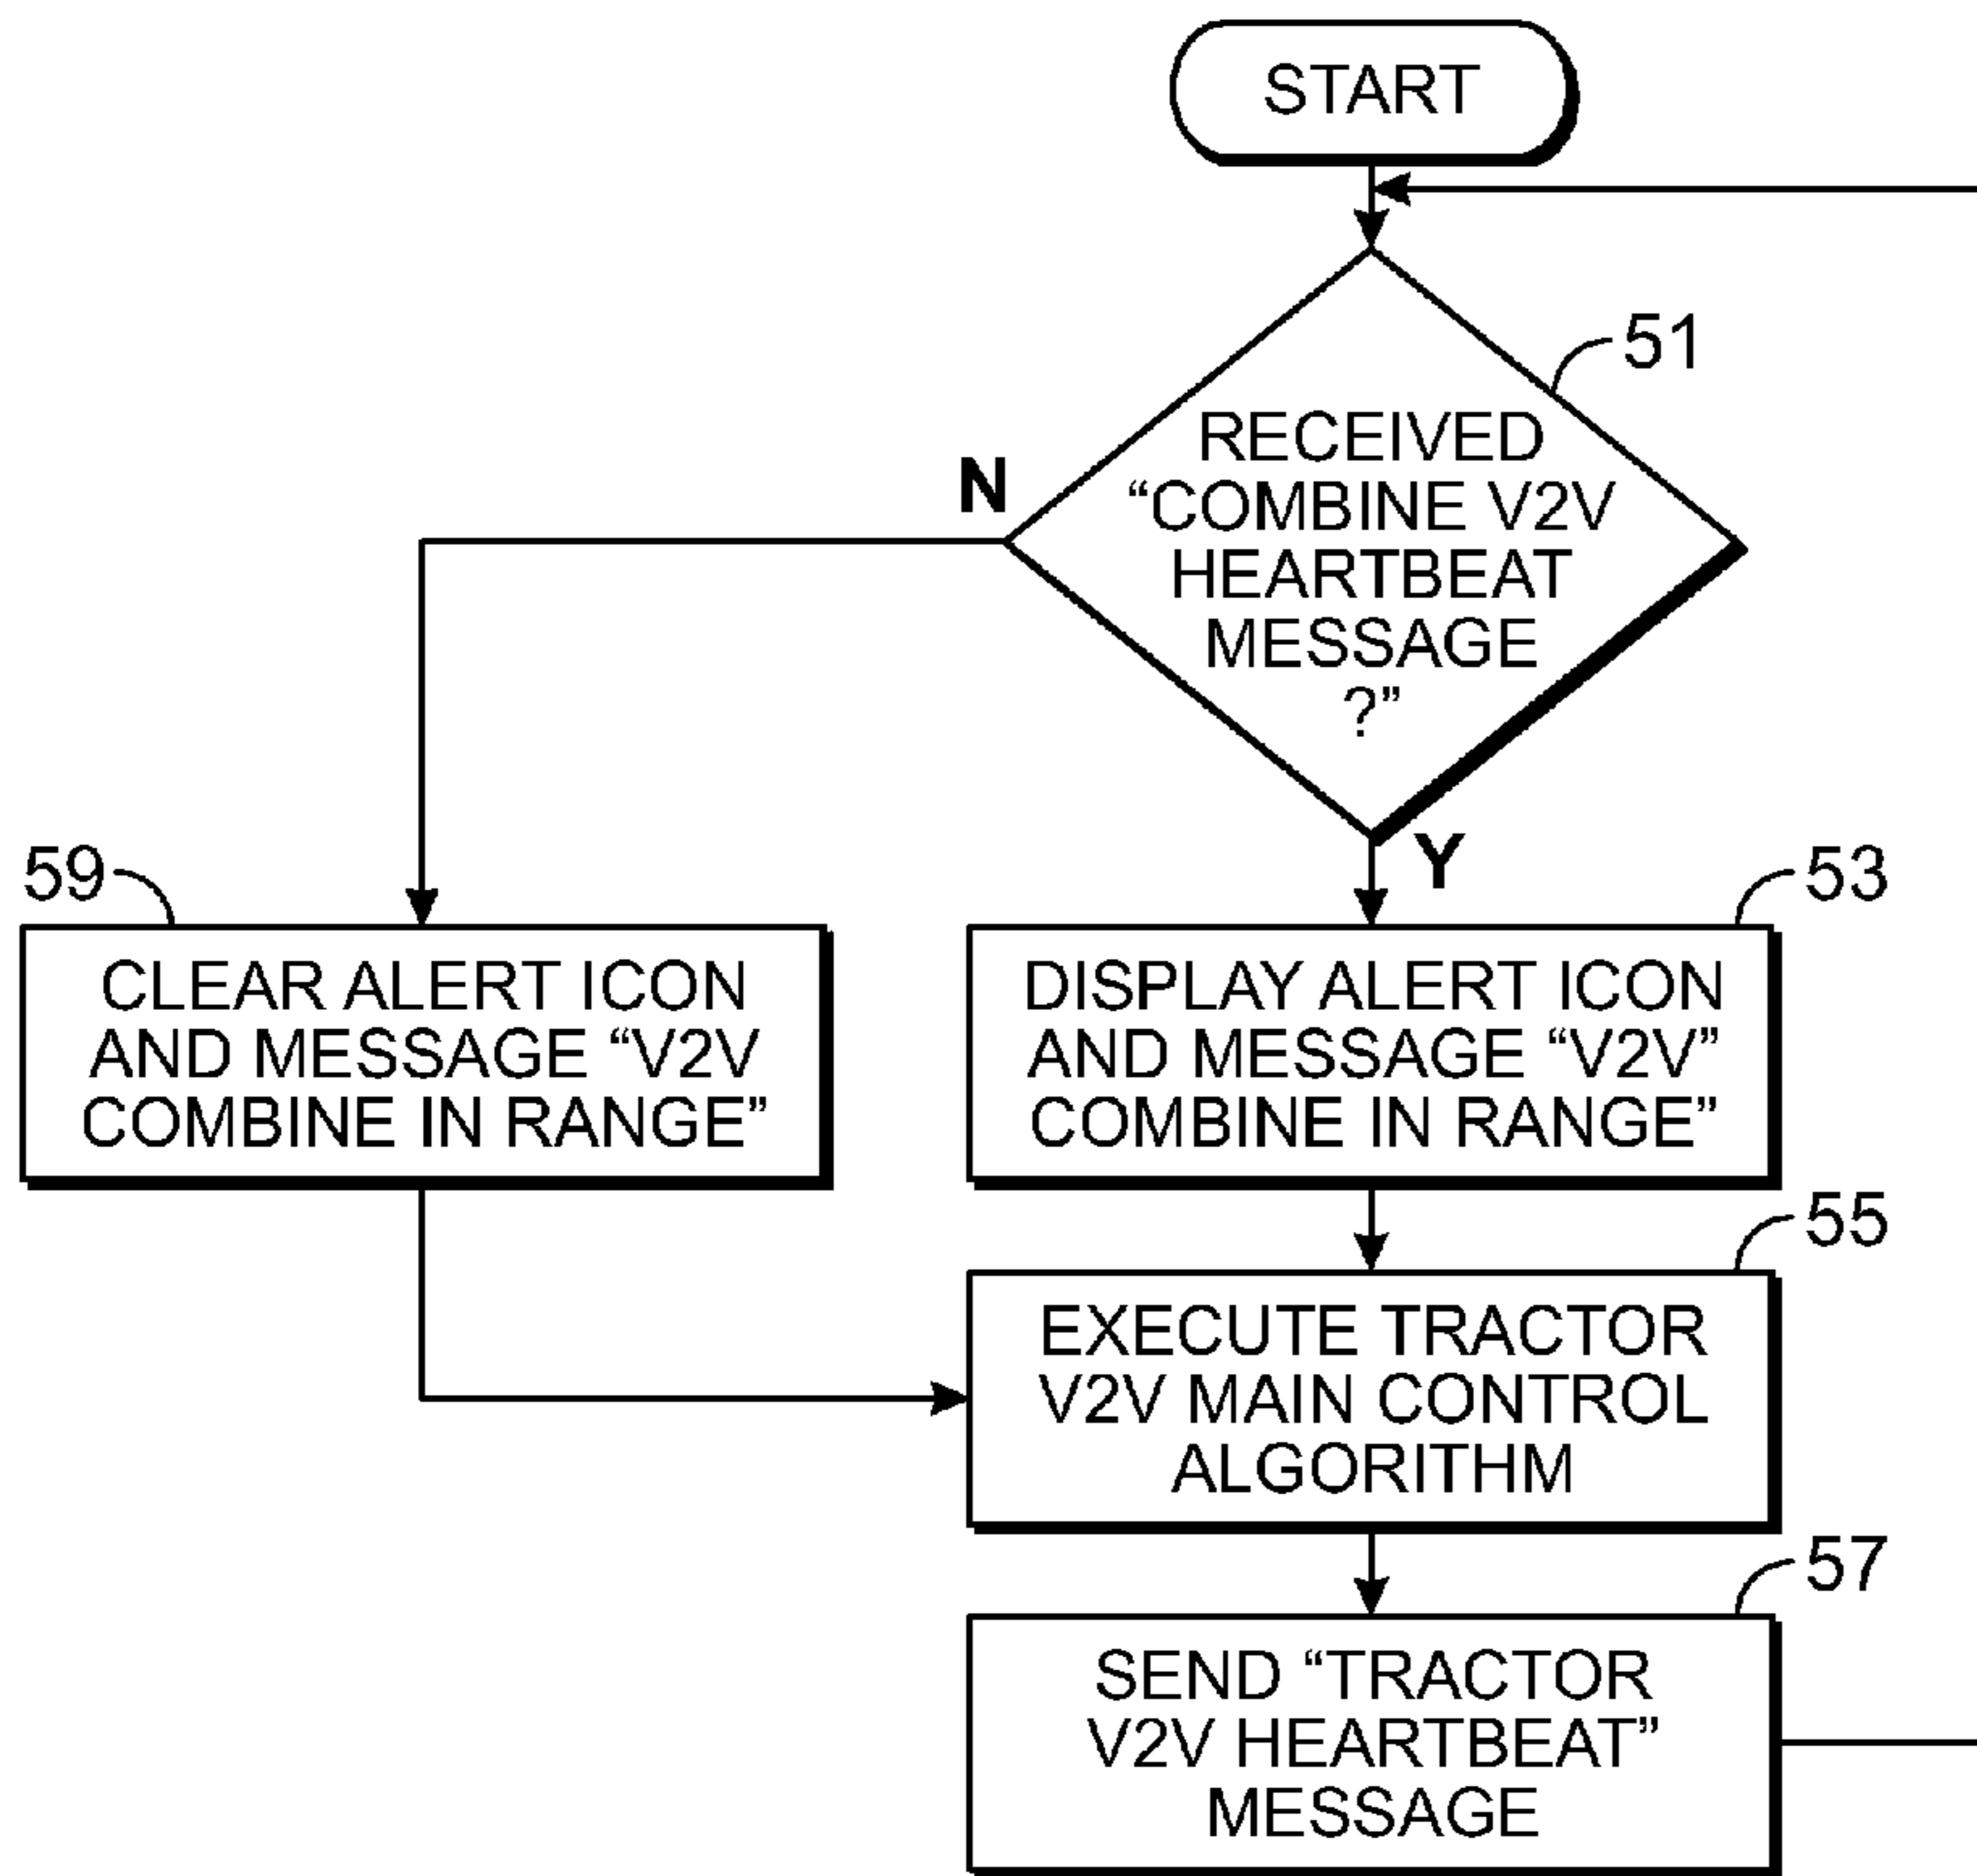 START
51
RECEIVED
“COMBINE V2V
HEARTBEAT
MESSAGE
?”
N
Y
59
CLEAR ALERT ICON
AND MESSAGE “V2V
COMBINE IN RANGE”
53
DISPLAY ALERT ICON
AND MESSAGE “V2V”
COMBINE IN RANGE”
55
EXECUTE TRACTOR
V2V MAIN CONTROL
ALGORITHM
57
SEND “TRACTOR
V2V HEARTBEAT”
MESSAGE